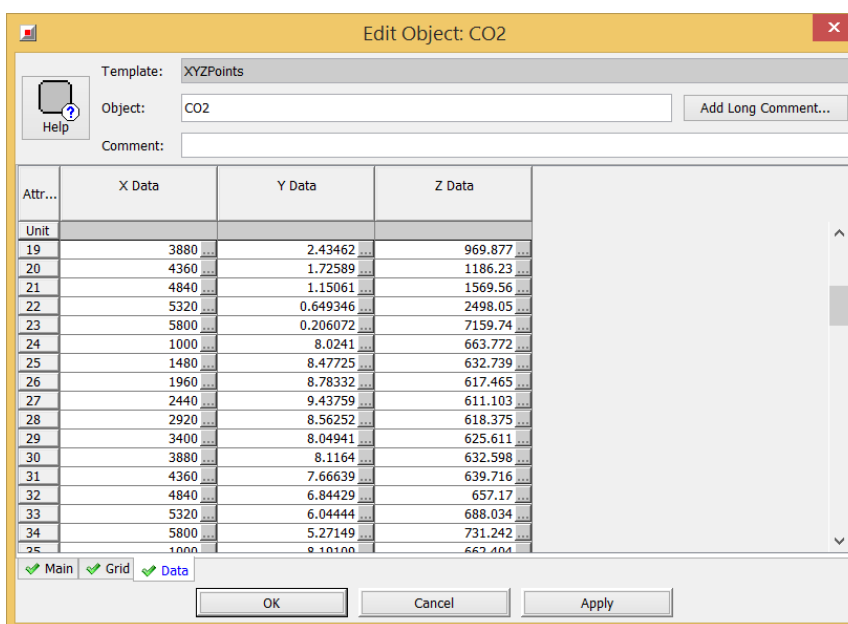 Edit Object: CO2
Template: XYZPoints
Object: CO2 Add Long Comment...
Help
Comment:
Attr... X Data Y Data Z Data
Unit
19 3880 ... 2.43462 ... 969.877 ...
20 4360 ... 1.72589 ... 1186.23 ...
21 4840 ... 1.15061 ... 1569.56 ...
22 5320 ... 0.649346 ... 2498.05 ...
23 5800 ... 0.206072 ... 7159.74 ...
24 1000 ... 8.0241 ... 663.772 ...
25 1480 ... 8.47725 ... 632.739 ...
26 1960 ... 8.78332 ... 617.465 ...
27 2440 ... 9.43759 ... 611.103 ...
28 2920 ... 8.56252 ... 618.375 ...
29 3400 ... 8.04941 ... 625.611 ...
30 3880 ... 8.1164 ... 632.598 ...
31 4360 ... 7.66639 ... 639.716 ...
32 4840 ... 6.84429 ... 657.17 ...
33 5320 ... 6.04444 ... 688.034 ...
34 5800 ... 5.27149 ... 731.242 ...
35 1000
Main Grid Data
OK Cancel Apply